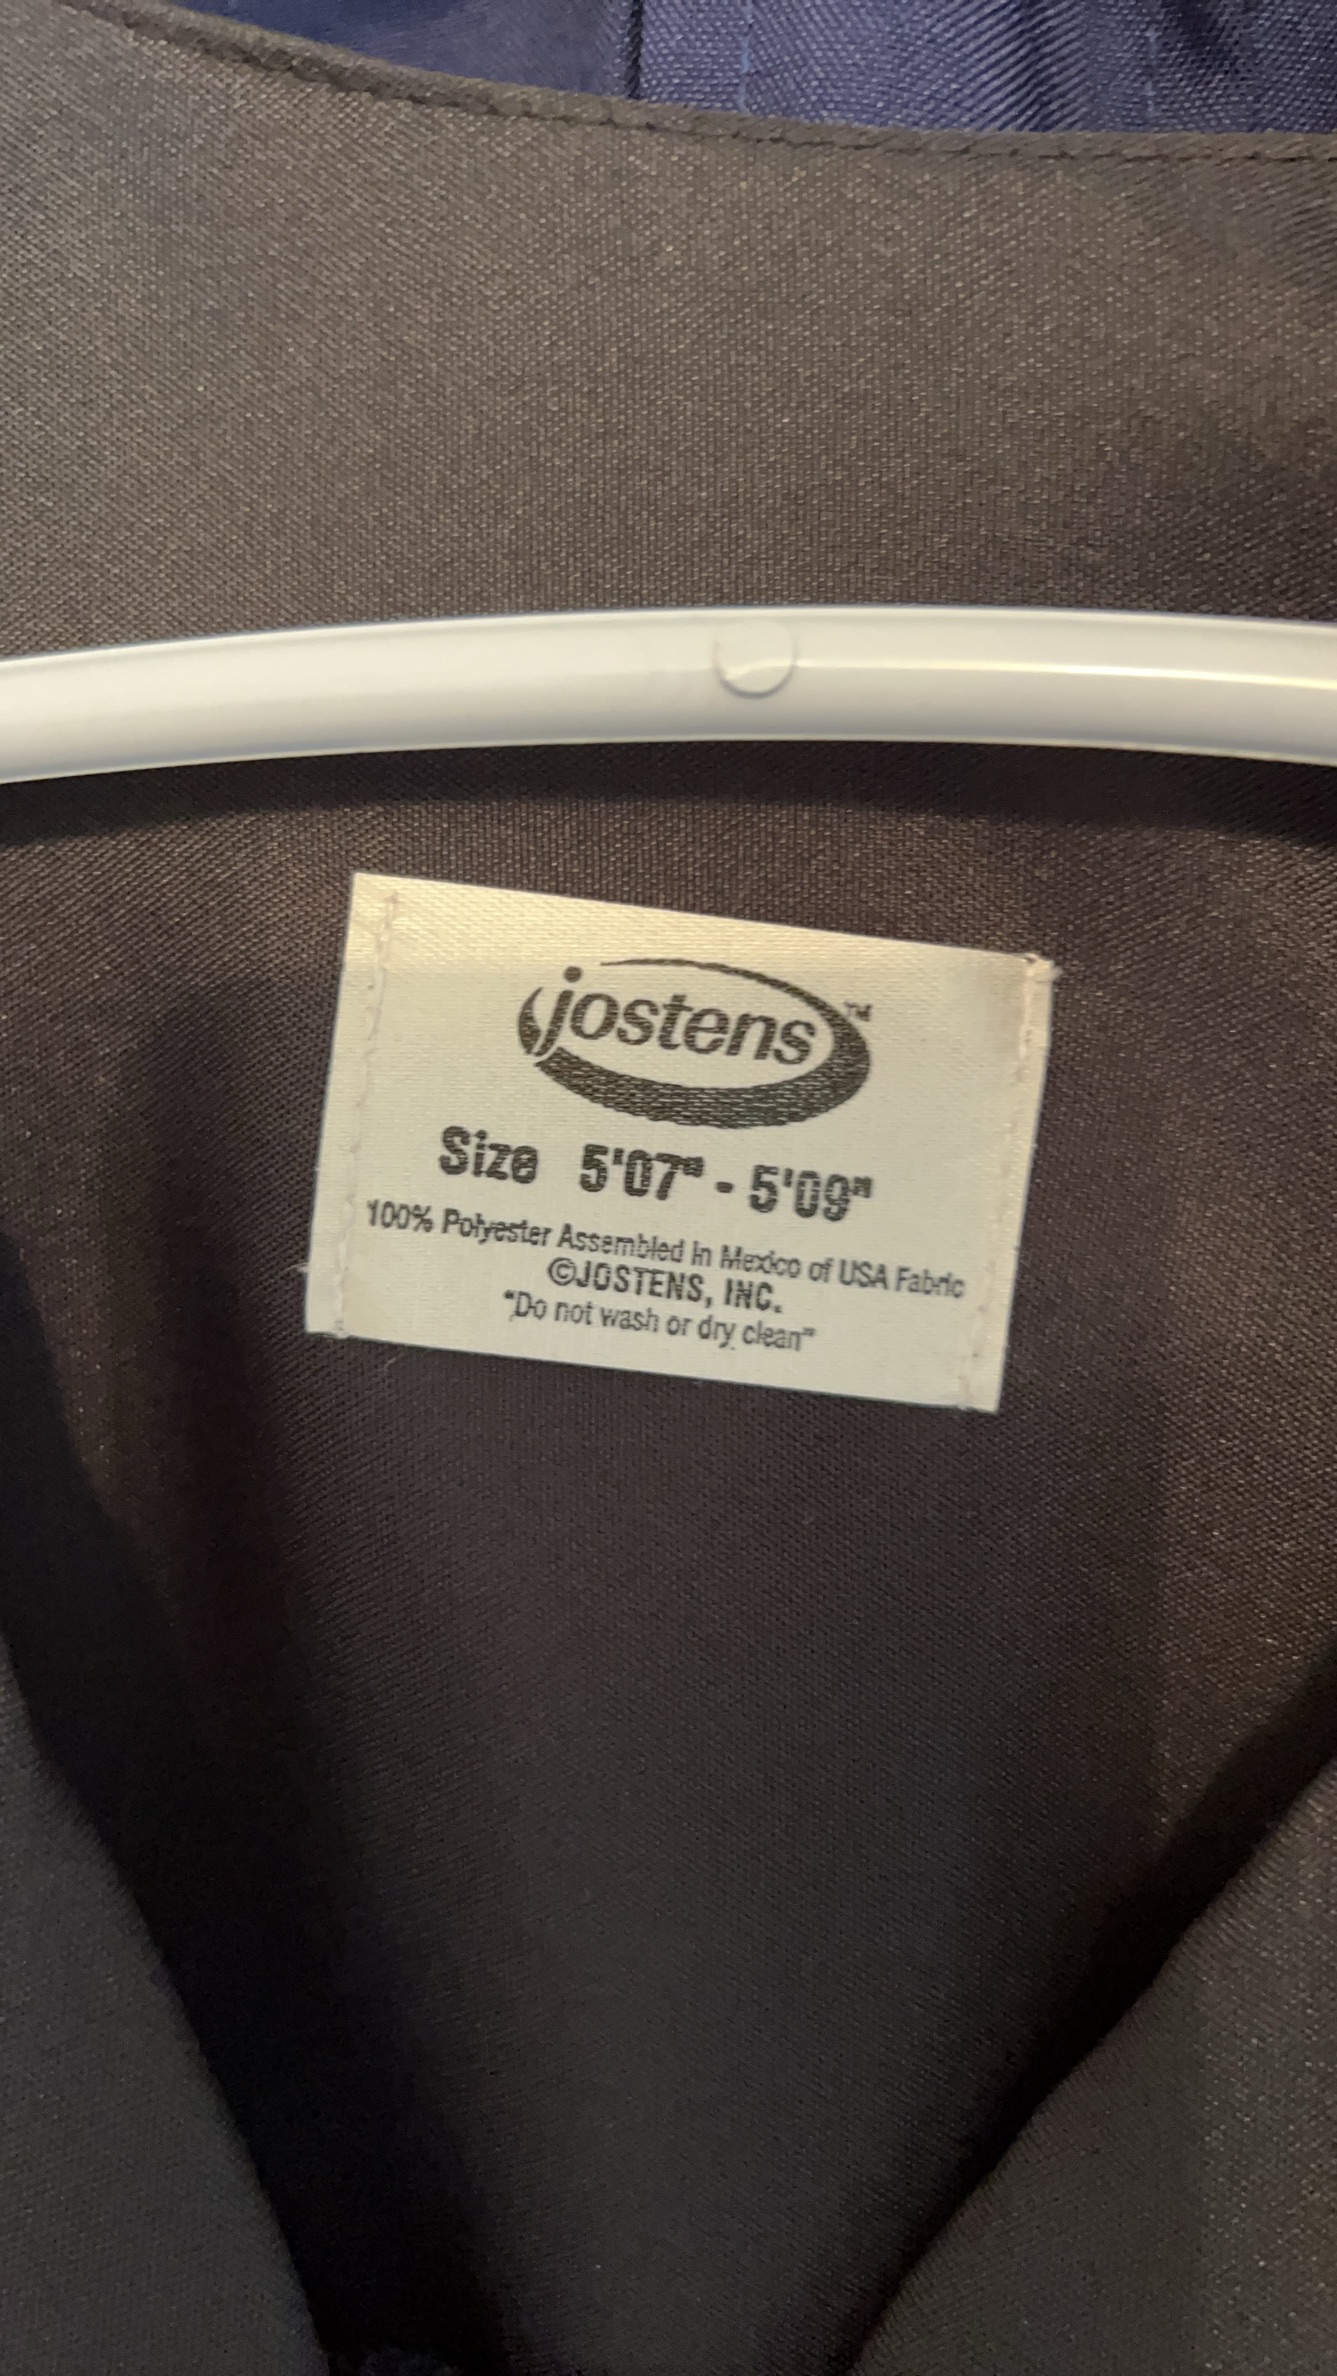 jostens™
Size 5'07" - 5'09"
100% Polyester Assembled in Mexico of USA Fabric
©JOSTENS, INC.
"Do not wash or dry clean"